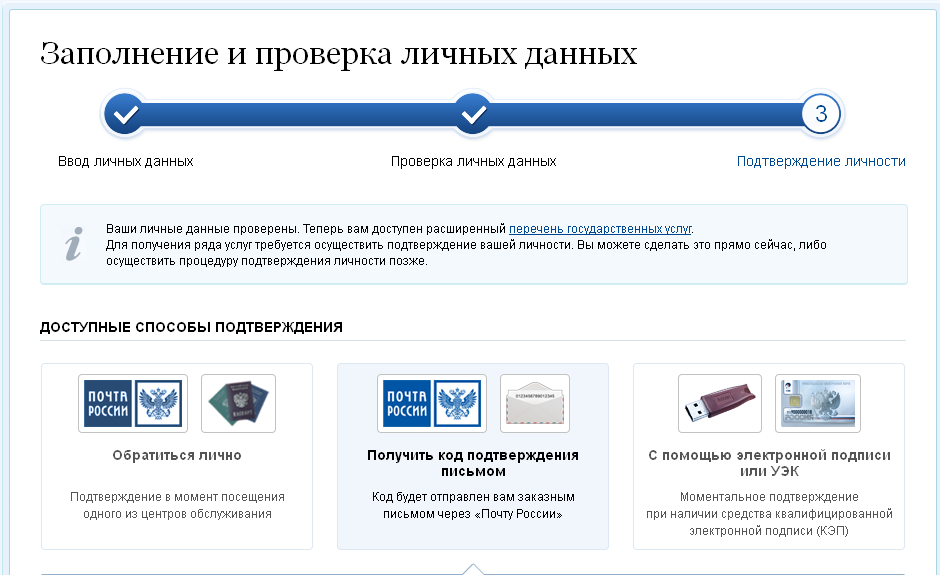 Заполнение и проверка личных данных
3
Ввод личных данных
Проверка личных данных
Подтверждение личности
i
Ваши личные данные проверены. Теперь вам доступен расширенный перечень государственных услуг.
Для получения ряда услуг требуется осуществить подтверждение вашей личности. Вы можете сделать это прямо сейчас, либо
осуществить процедуру подтверждения личности позже.
ДОСТУПНЫЕ СПОСОБЫ ПОДТВЕРЖДЕНИЯ
ПОЧТА
РОССИИ
Обратиться лично
Подтверждение в момент посещения
одного из центров обслуживания
ПОЧТА
РОССИИ
Получить код подтверждения
письмом
Код будет отправлен вам заказным
письмом через «Почту России»
С помощью электронной подписи
или УЭК
Моментальное подтверждение
при наличии средства квалифицированной
электронной подписи (КЭП)